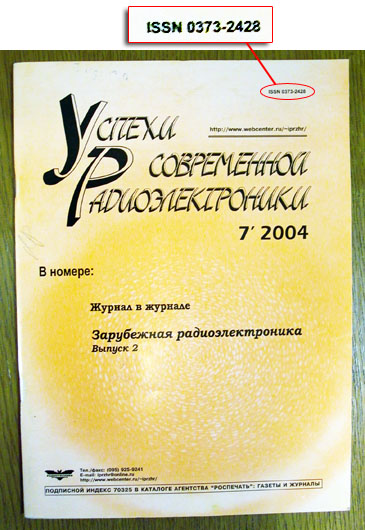 ISSN 0373-2428
ISSN 0373-2428
http://www.webcenter.ru/~iprzhr/
Успехи
современной
Радиоэлектроники
7' 2004
В номере:
Журнал в журнале
Зарубежная радиоэлектроника
Выпуск 2
Тел./факс: (095) 925-9241
E-mail: iprzhr@online.ru
http://www.webcenter.ru/~iprzhr/
ПОДПИСНОЙ ИНДЕКС 70325 В КАТАЛОГЕ АГЕНТСТВА "РОСПЕЧАТЬ": ГАЗЕТЫ И ЖУРНАЛЫ